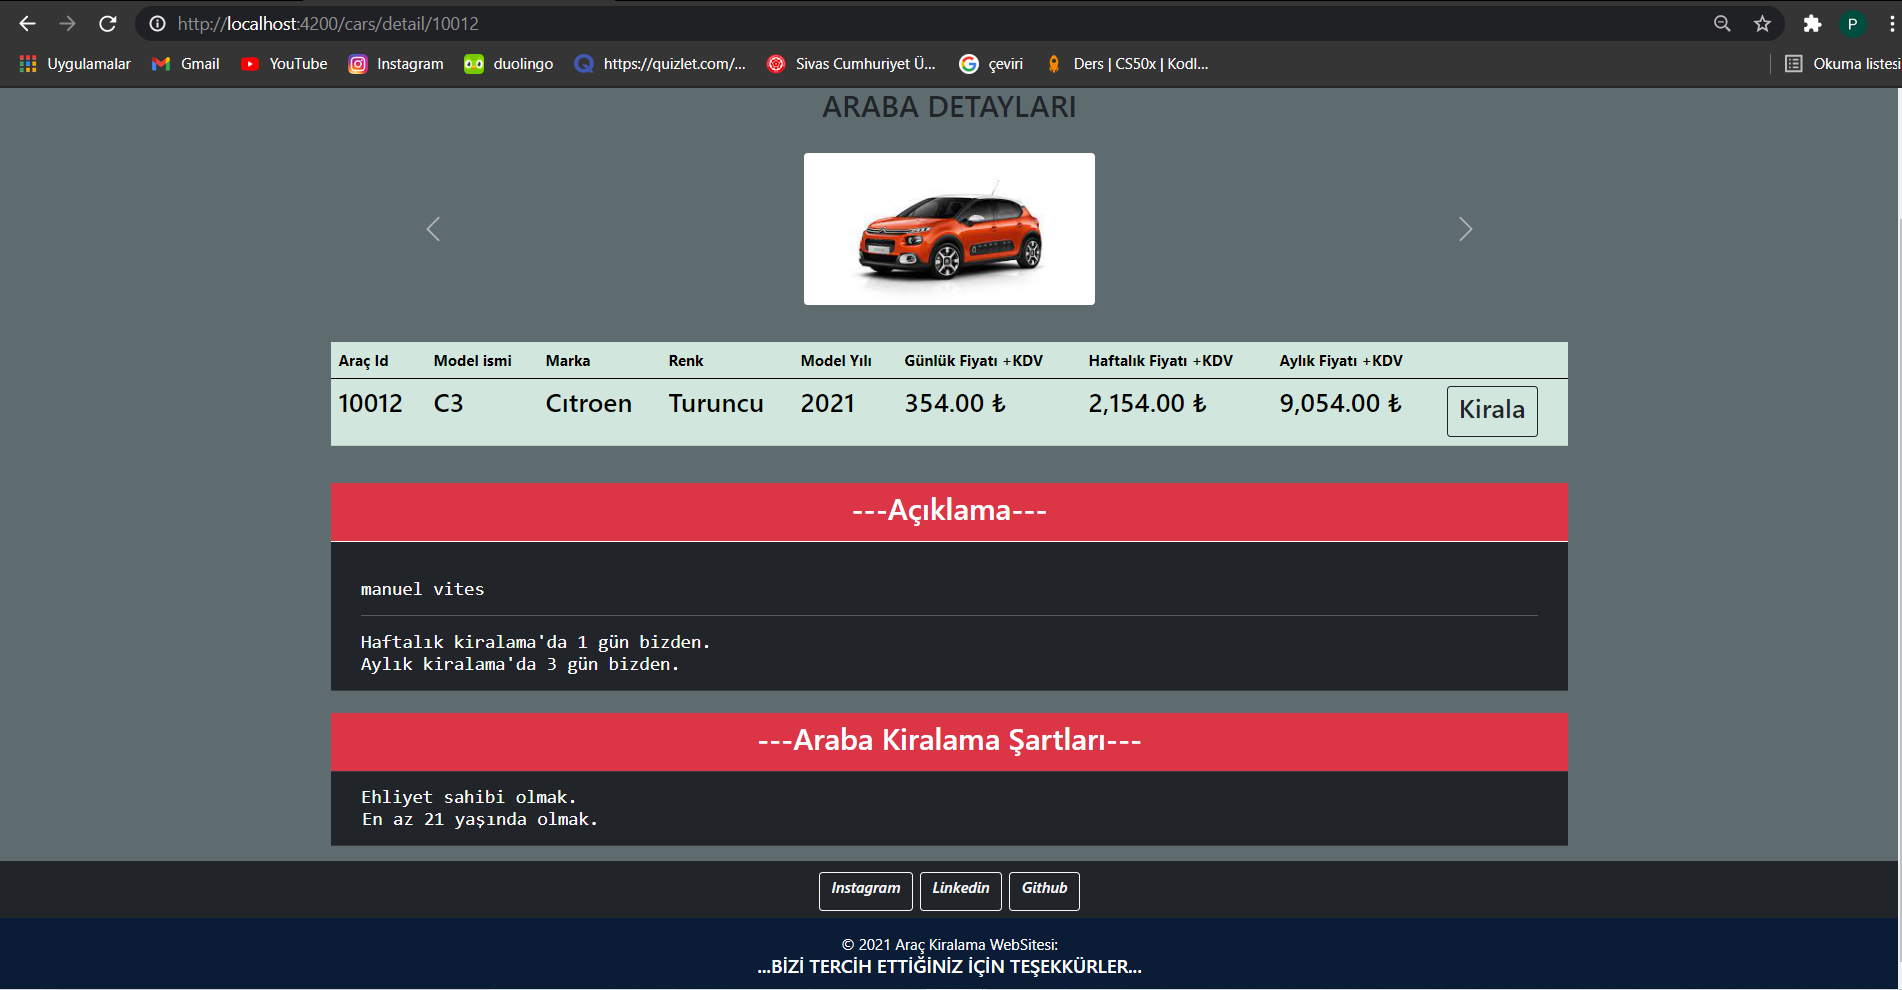 http://localhost:4200/cars/detail/10012
Uygulamalar Gmail YouTube Instagram duolingo https://quizlet.com/... Sivas Cumhuriyet Ü... çeviri Ders | CS50x | Kodl... Okuma listesi
P
ARABA DETAYLARI
Araç Id Model ismi Marka Renk Model Yılı Günlük Fiyatı +KDV Haftalık Fiyatı +KDV Aylık Fiyatı +KDV
10012 C3 Cıtroen Turuncu 2021 354.00 ₺ 2,154.00 ₺ 9,054.00 ₺ Kirala
---Açıklama---
manuel vites
Haftalık kiralama'da 1 gün bizden.
Aylık kiralama'da 3 gün bizden.
---Araba Kiralama Şartları---
Ehliyet sahibi olmak.
En az 21 yaşında olmak.
Instagram Linkedin Github
© 2021 Araç Kiralama WebSitesi:
...BİZİ TERCİH ETTİĞİNİZ İÇİN TEŞEKKÜRLER...